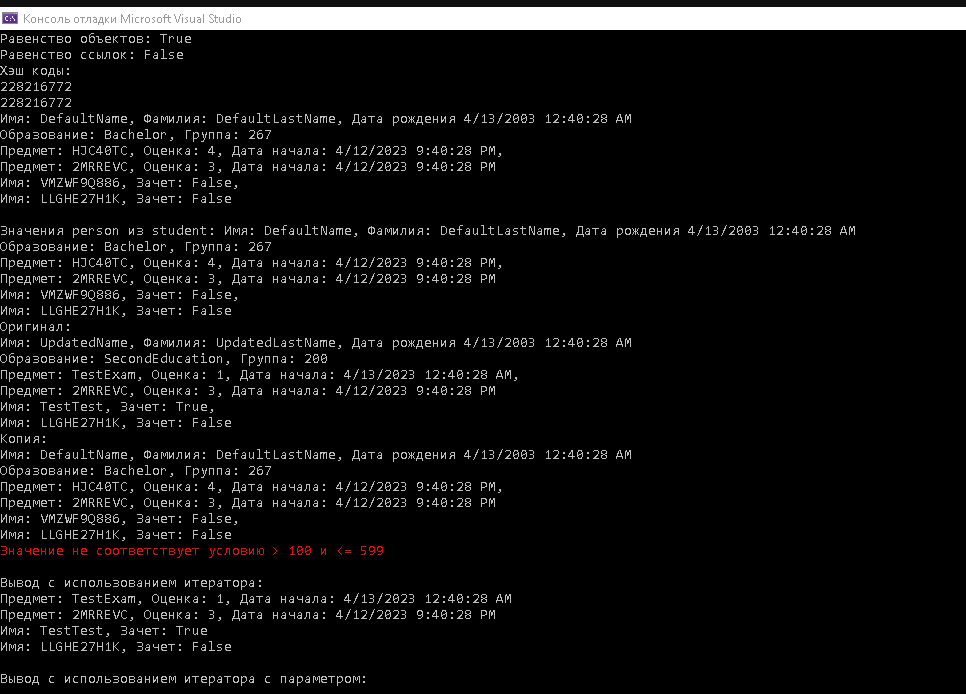 C:\ Консоль отладки Microsoft Visual Studio
Равенство объектов: True
Равенство ссылок: False
Хэш коды:
228216772
228216772
Имя: DefaultName, Фамилия: DefaultLastName, Дата рождения 4/13/2003 12:40:28 AM
Образование: Bachelor, Группа: 267
Предмет: HJC40TC, Оценка: 4, Дата начала: 4/12/2023 9:40:28 PM,
Предмет: 2MRREVC, Оценка: 3, Дата начала: 4/12/2023 9:40:28 PM
Имя: VMZWF9Q886, Зачет: False,
Имя: LLGHE27H1K, Зачет: False
Значения person из student: Имя: DefaultName, Фамилия: DefaultLastName, Дата рождения 4/13/2003 12:40:28 AM
Образование: Bachelor, Группа: 267
Предмет: HJC40TC, Оценка: 4, Дата начала: 4/12/2023 9:40:28 PM,
Предмет: 2MRREVC, Оценка: 3, Дата начала: 4/12/2023 9:40:28 PM
Имя: VMZWF9Q886, Зачет: False,
Имя: LLGHE27H1K, Зачет: False
Оригинал:
Имя: UpdatedName, Фамилия: UpdatedLastName, Дата рождения 4/13/2003 12:40:28 AM
Образование: SecondEducation, Группа: 200
Предмет: TestExam, Оценка: 1, Дата начала: 4/13/2023 12:40:28 AM,
Предмет: 2MRREVC, Оценка: 3, Дата начала: 4/12/2023 9:40:28 PM
Имя: TestTest, Зачет: True,
Имя: LLGHE27H1K, Зачет: False
Копия:
Имя: DefaultName, Фамилия: DefaultLastName, Дата рождения 4/13/2003 12:40:28 AM
Образование: Bachelor, Группа: 267
Предмет: HJC40TC, Оценка: 4, Дата начала: 4/12/2023 9:40:28 PM,
Предмет: 2MRREVC, Оценка: 3, Дата начала: 4/12/2023 9:40:28 PM
Имя: VMZWF9Q886, Зачет: False,
Имя: LLGHE27H1K, Зачет: False
Значение не соответствует условию > 100 и <= 599
Вывод с использованием итератора:
Предмет: TestExam, Оценка: 1, Дата начала: 4/13/2023 12:40:28 AM
Предмет: 2MRREVC, Оценка: 3, Дата начала: 4/12/2023 9:40:28 PM
Имя: TestTest, Зачет: True
Имя: LLGHE27H1K, Зачет: False
Вывод с использованием итератора с параметром: